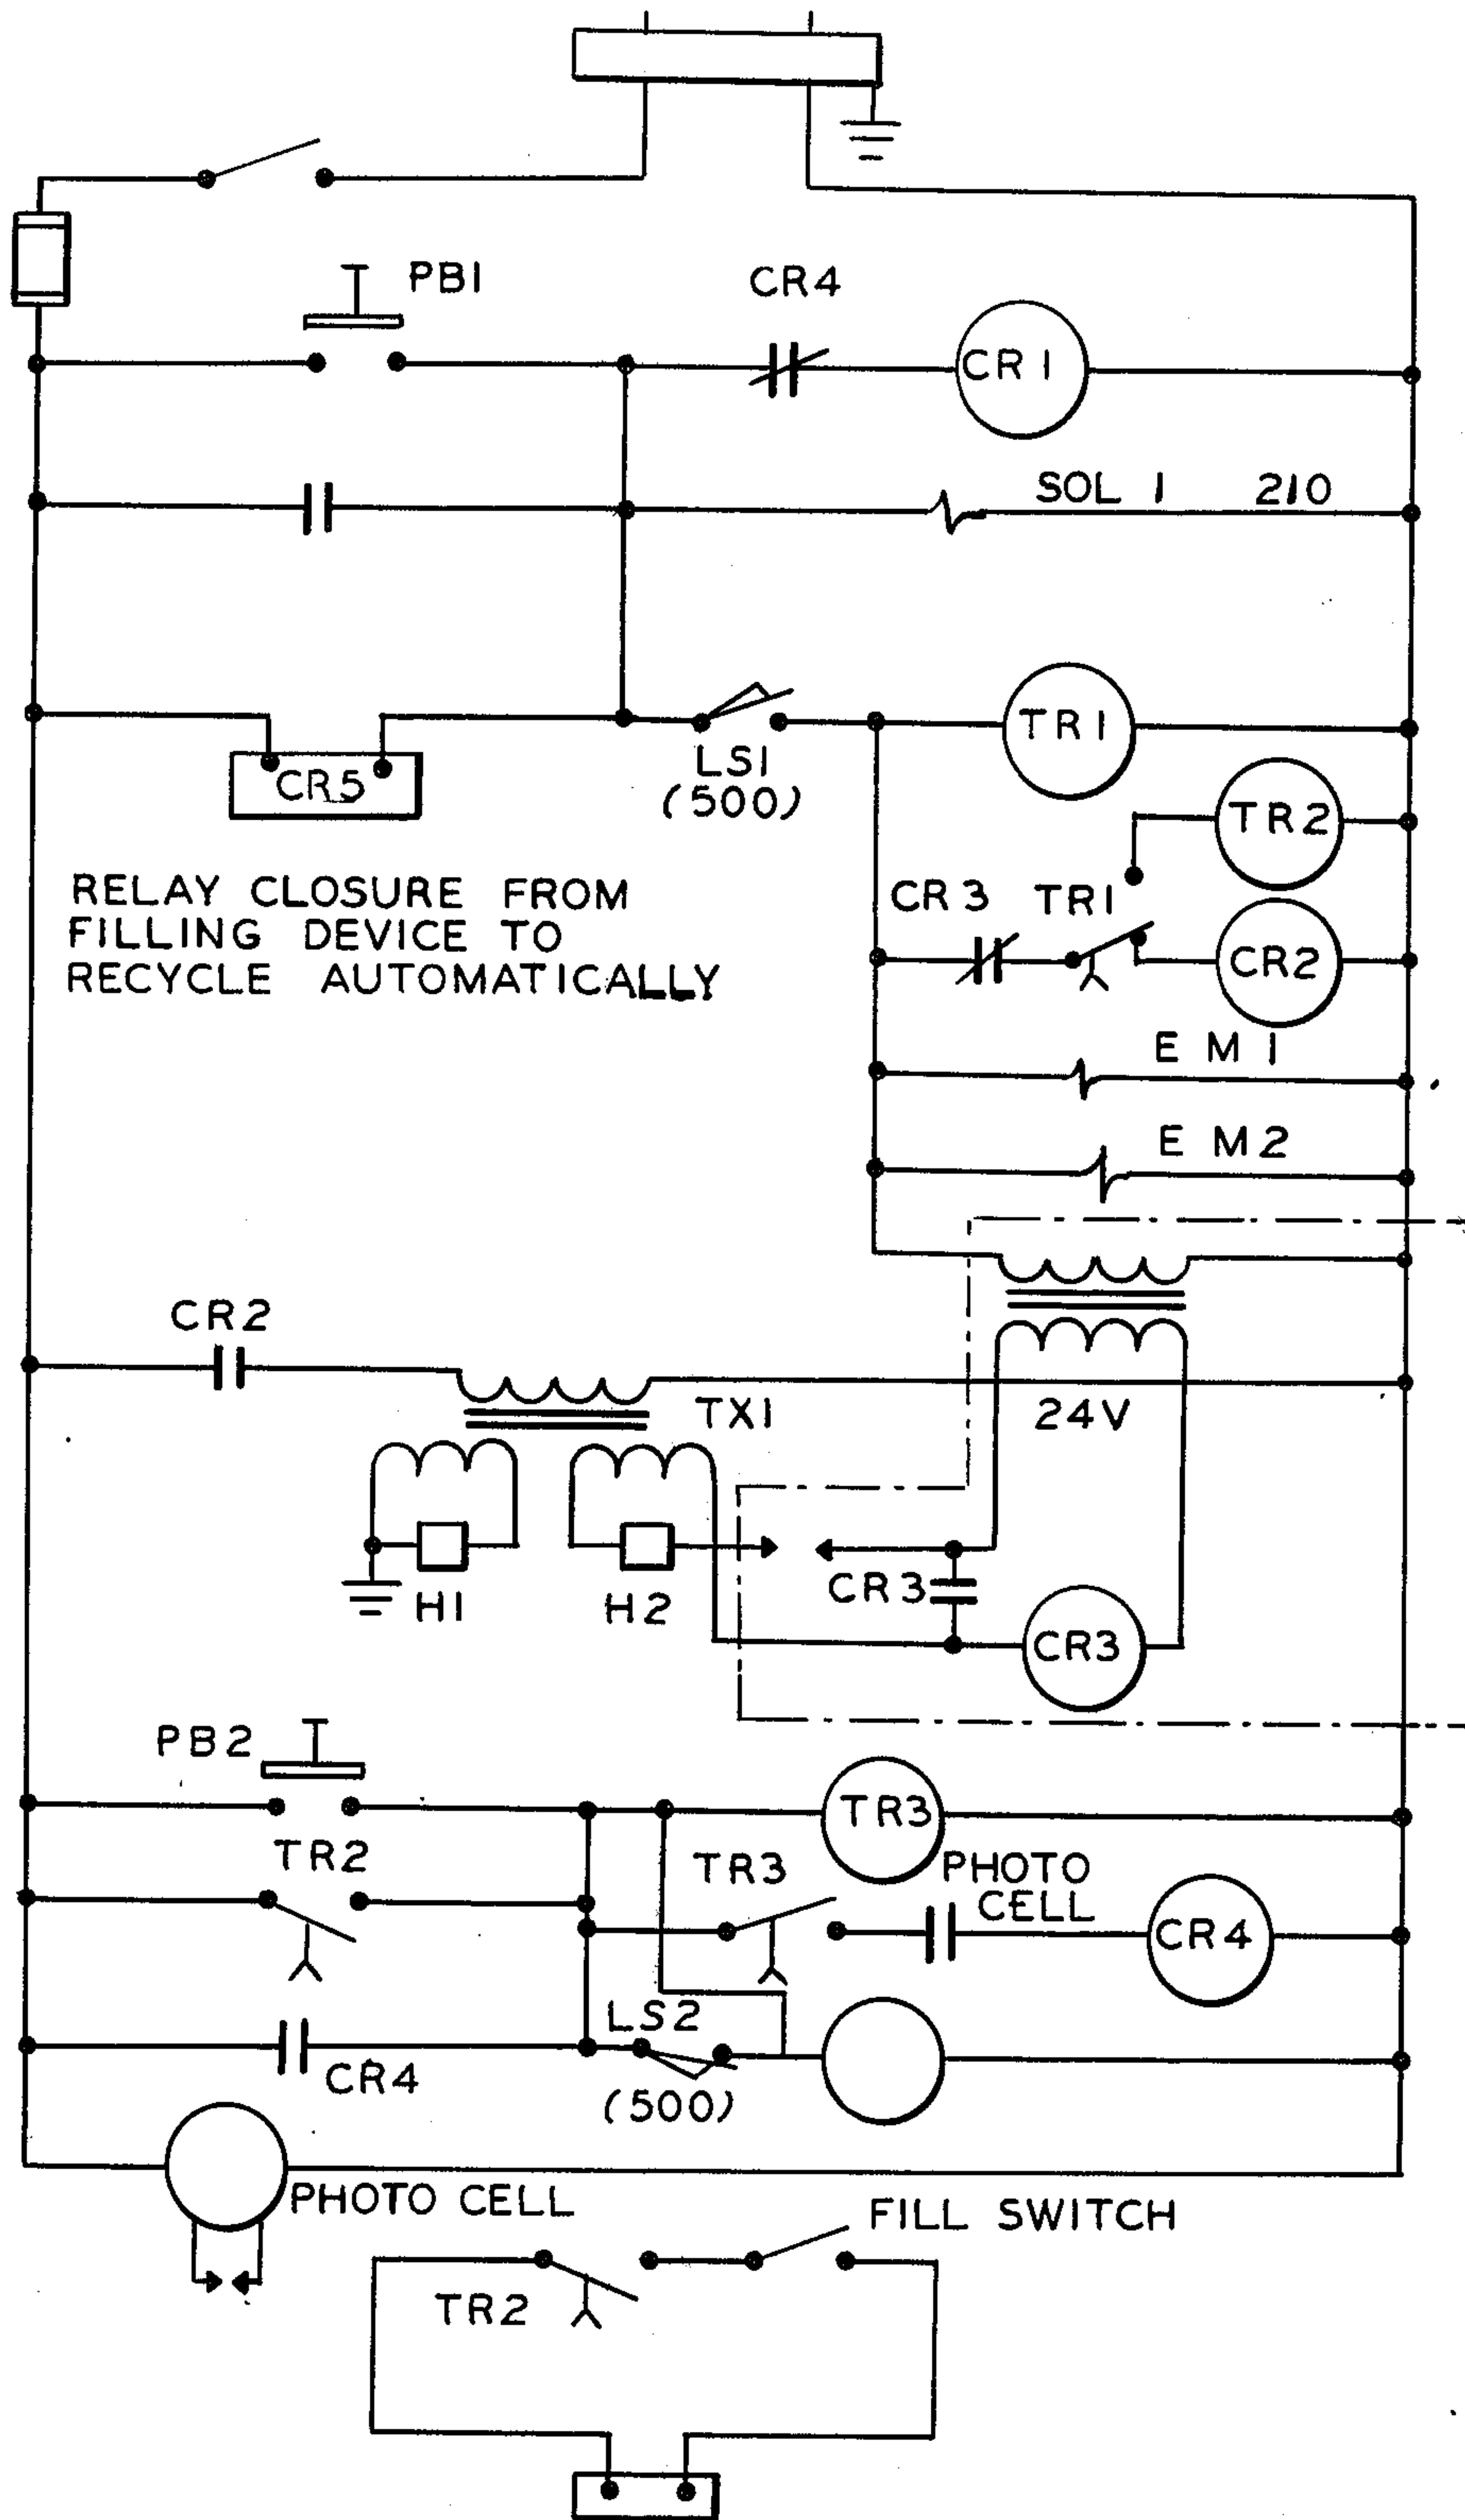 PB1
CR4
CR1
SOL 1 210
TR1
CR5
LS1
(500)
TR2
RELAY CLOSURE FROM
FILLING DEVICE TO
RECYCLE AUTOMATICALLY
CR3 TR1
CR2
EM1
EM2
CR2
TX1
24V
H1
H2
CR3
CR3
PB2
TR3
TR2
TR3
PHOTO
CELL
CR4
LS2
CR4
(500)
PHOTO CELL
FILL SWITCH
TR2